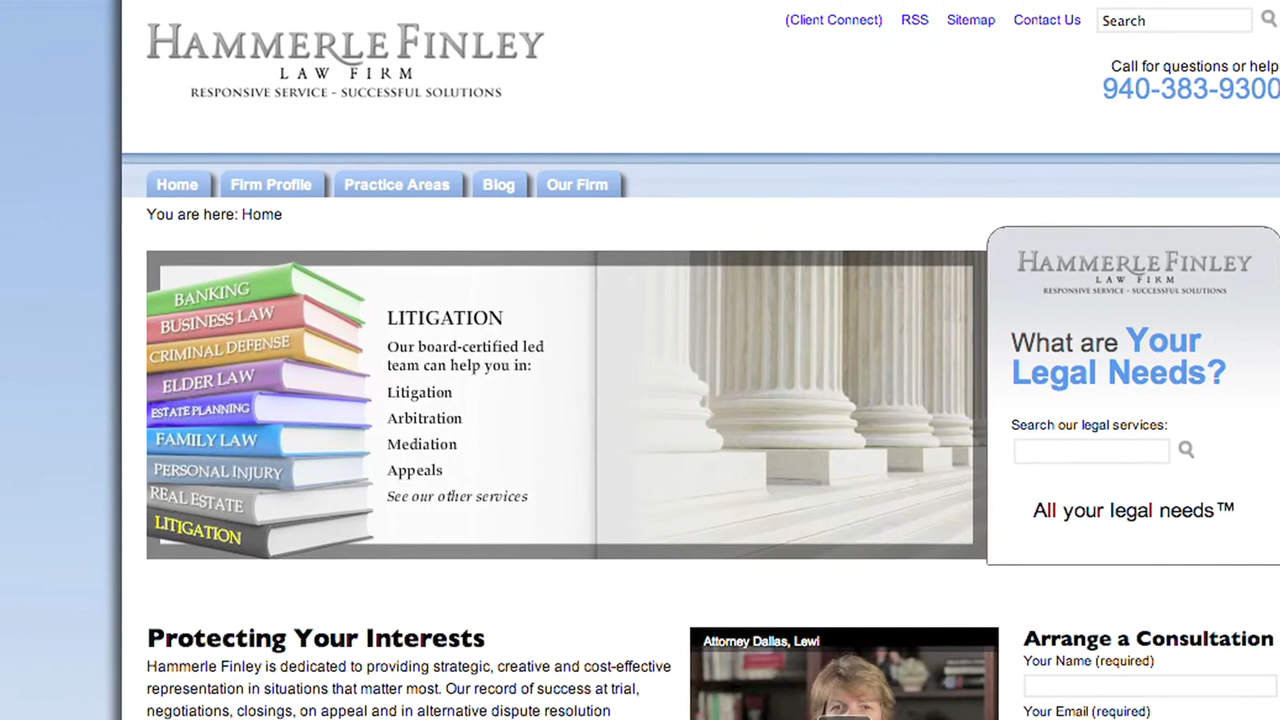 HAMMERLE FINLEY
LAW FIRM
RESPONSIVE SERVICE - SUCCESSFUL SOLUTIONS
(Client Connect) RSS Sitemap Contact Us Search
Call for questions or help
940-383-9300
Home Firm Profile Practice Areas Blog Our Firm
You are here: Home
BANKING
BUSINESS LAW
CRIMINAL DEFENSE
ELDER LAW
ESTATE PLANNING
FAMILY LAW
PERSONAL INJURY
REAL ESTATE
LITIGATION
LITIGATION
Our board-certified led
team can help you in:
Litigation
Arbitration
Mediation
Appeals
See our other services
HAMMERLE FINLEY
LAW FIRM
RESPONSIVE SERVICE - SUCCESSFUL SOLUTIONS
What are Your
Legal Needs?
Search our legal services:
All your legal needs™
Protecting Your Interests
Hammerle Finley is dedicated to providing strategic, creative and cost-effective
representation in situations that matter most. Our record of success at trial,
negotiations, closings, on appeal and in alternative dispute resolution
Attorney Dallas, Lewi
Arrange a Consultation
Your Name (required)
Your Email (required)